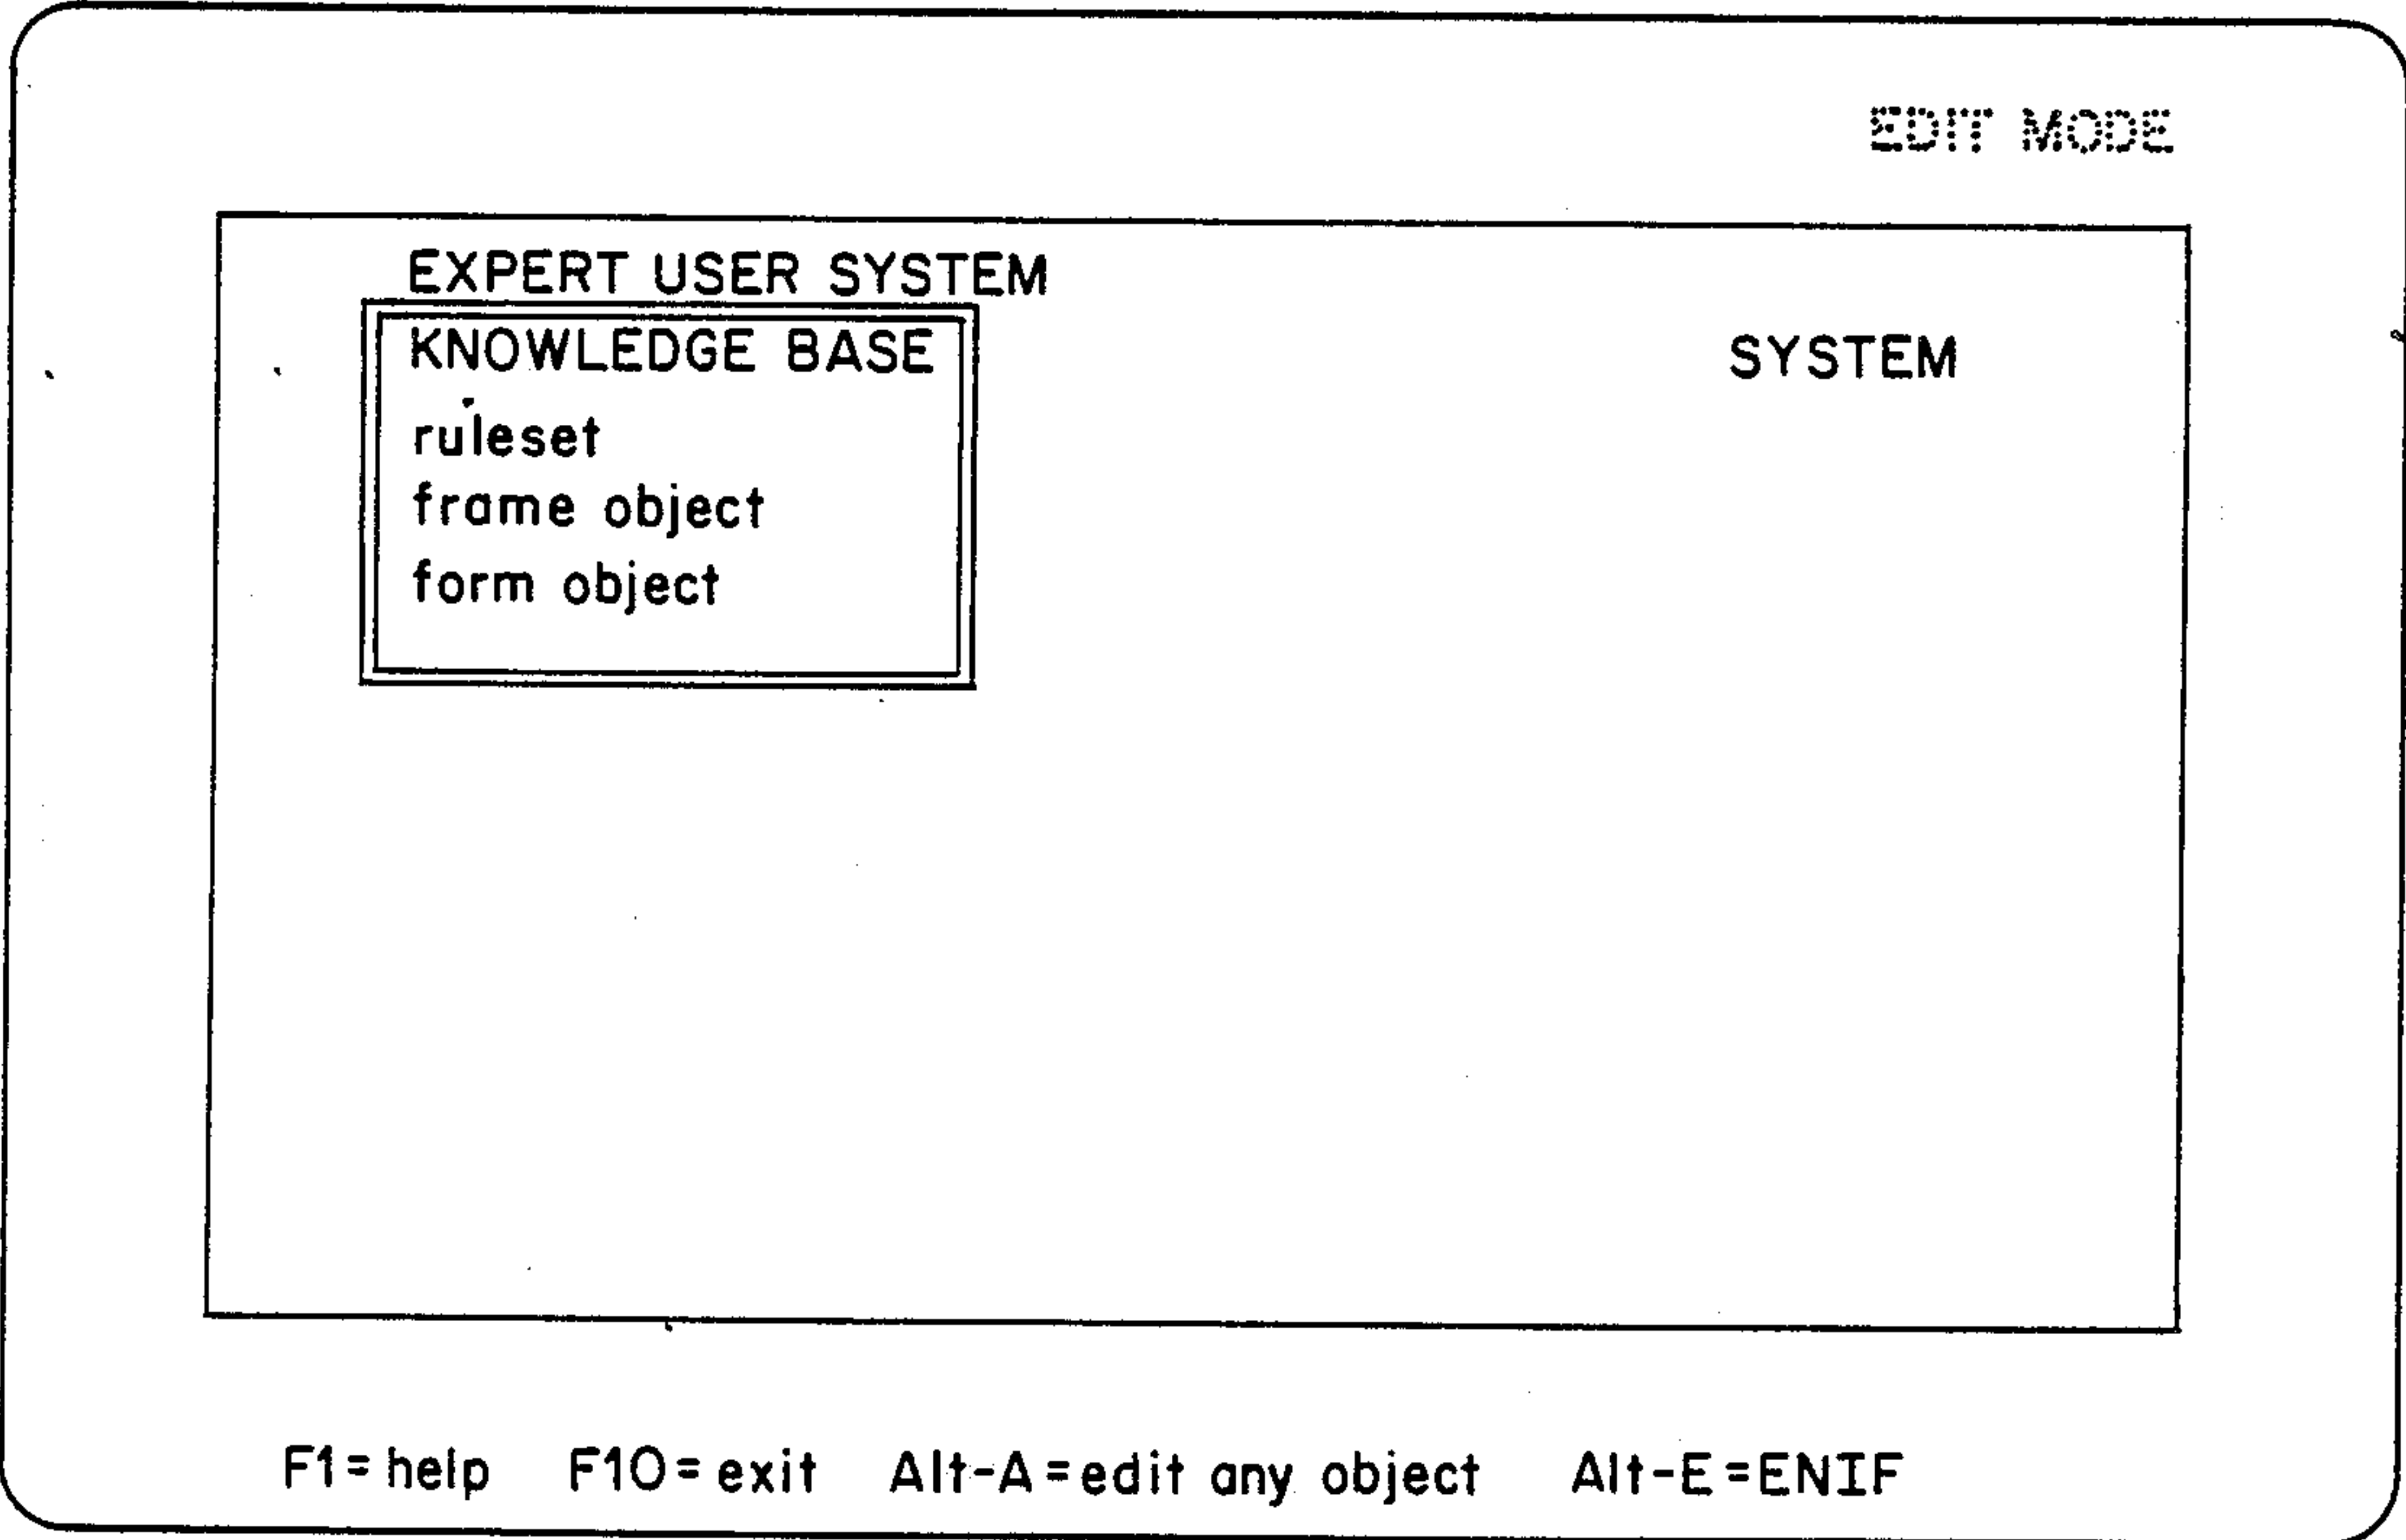 EDIT MODE
EXPERT USER SYSTEM
KNOWLEDGE BASE
SYSTEM
ruleset
frame object
form object
F1=help F10=exit Alt-A=edit any object Alt-E=ENIF